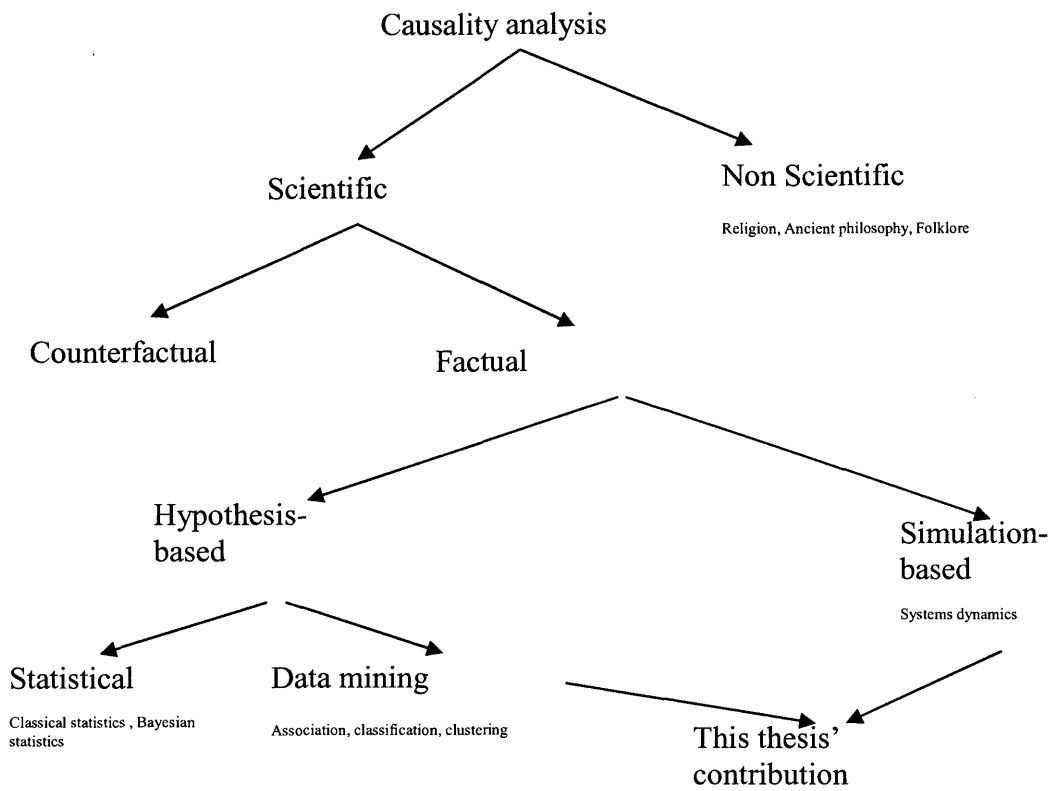 Causality analysis
Scientific
Non Scientific
Religion, Ancient philosophy, Folklore
Counterfactual
Factual
Hypothesis-
based
Simulation-
based
Systems dynamics
Statistical
Classical statistics , Bayesian
statistics
Data mining
Association, classification, clustering
This thesis’
contribution